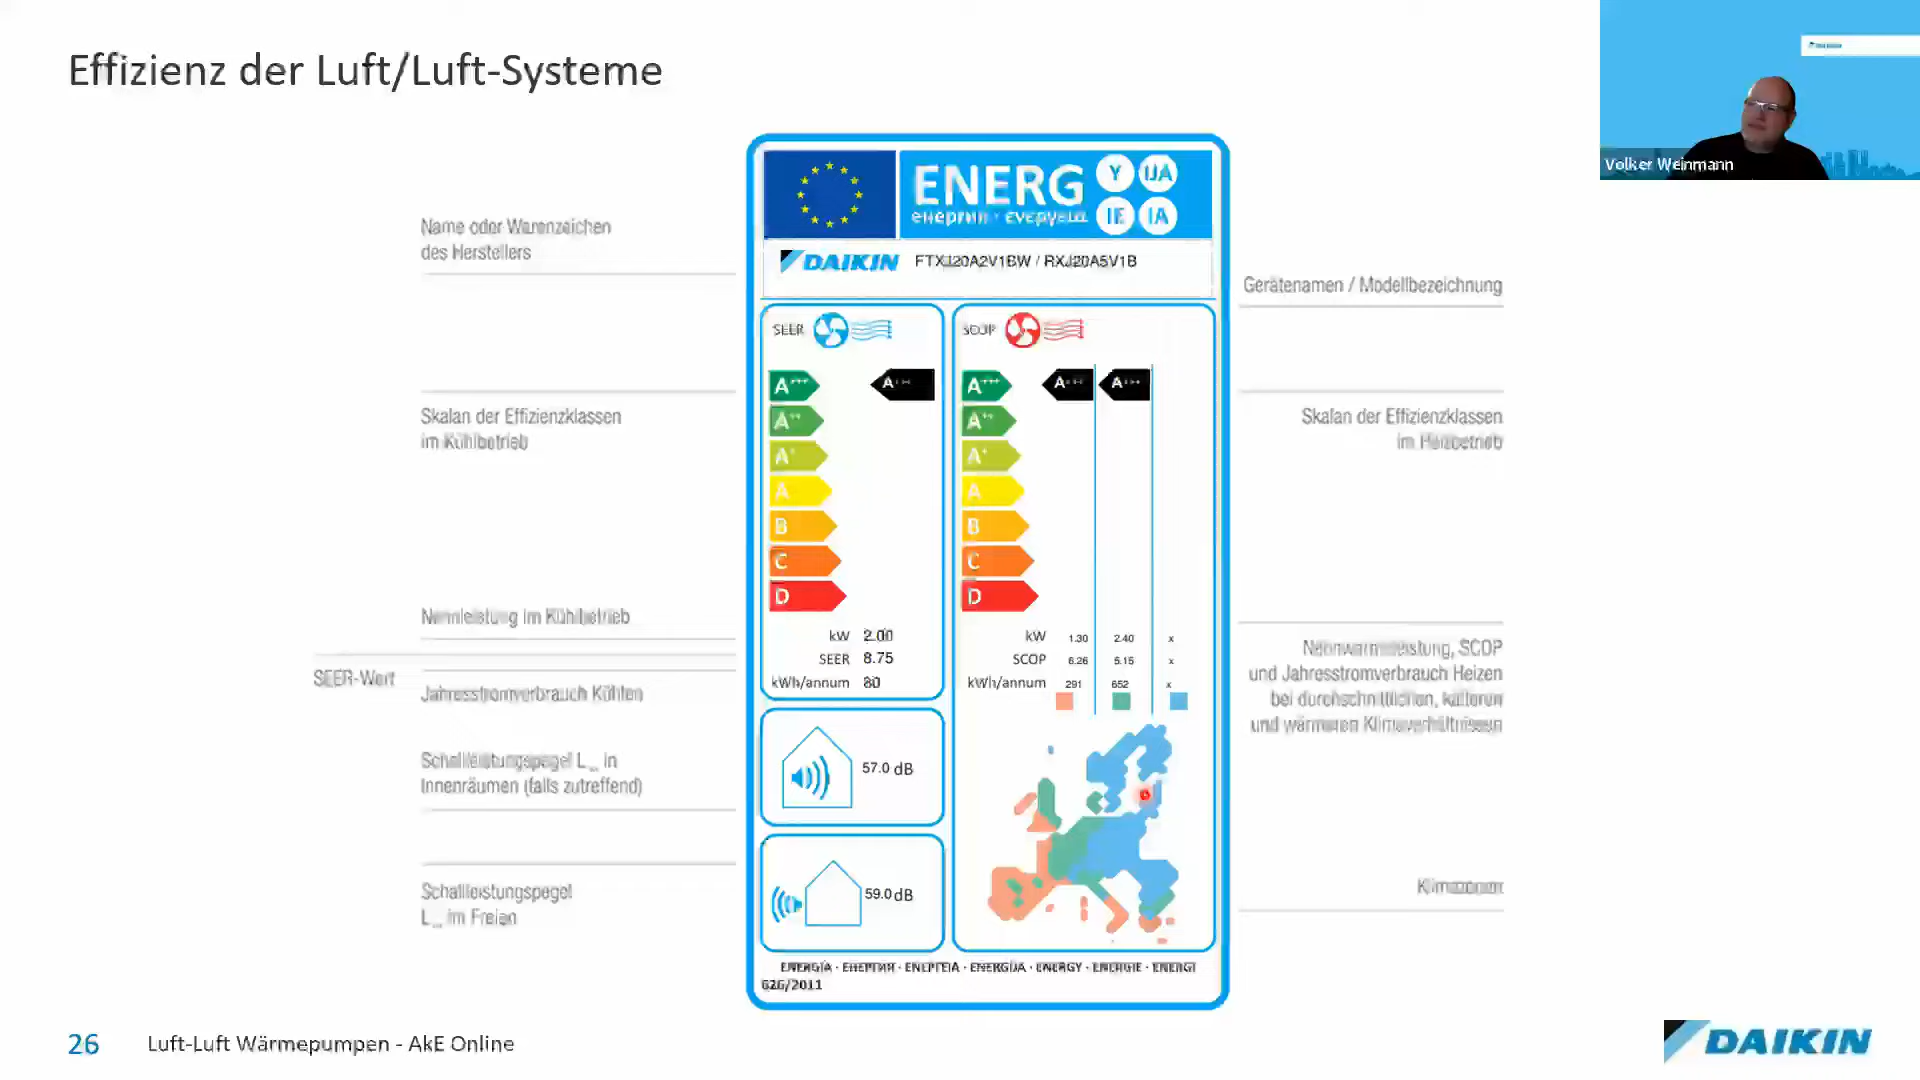 Effizienz der Luft/Luft-Systeme
Volker Weinmann
ENERG
Y
IJA
IE
IA
DAIKIN FTXJ20A2V1BW / RXJ20A5V1B
Name oder Warenzeichen
des Herstellers
Gerätenamen / Modellbezeichnung
SEER
SCOP
A+++
A+++
A+++
A+++
A+++
A++
A++
A+
A+
A
A
B
B
C
C
D
D
Skalan der Effizienzklassen
im Kühlbetrieb
Skalan der Effizienzklassen
im Heizbetrieb
Nennleistung im Kühlbetrieb
SEER-Wert
Jahresstromverbrauch Kühlen
kW 2.00
SEER 8.75
kWh/annum 80
kW 1.30 2.40 x
SCOP 6.26 5.15 x
kWh/annum 291 652 x
Nennwärmeleistung, SCOP
und Jahresstromverbrauch Heizen
bei durchschnittlichen, kälteren
und wärmeren Klimaverhältnissen
Schallleistungspegel L in
Innenräumen (falls zutreffend)
57.0 dB
Schallleistungspegel
L im Freien
59.0 dB
Klimazonen
ENERGIA · ЕНЕРГИЯ · ΕΝΕΡΓΕΙΑ · ENERGIJA · ENERGY · ENERGIE · ENERGI
626/2011
26
Luft-Luft Wärmepumpen - AkE Online
DAIKIN